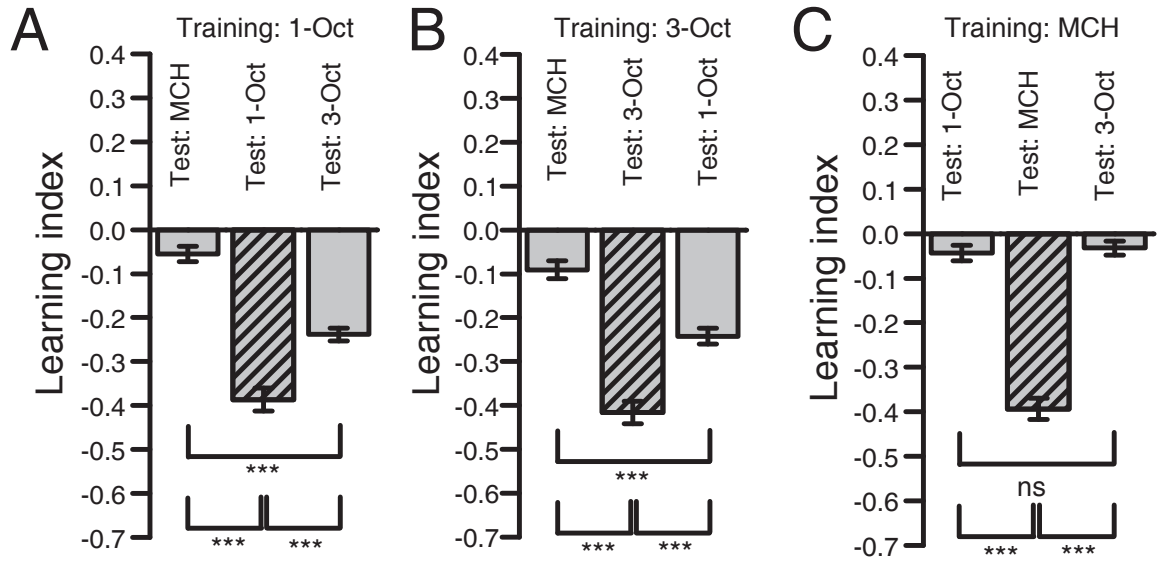 A
Training: 1-Oct
Learning index
0.4
0.3
0.2
0.1
0.0
-0.1
-0.2
-0.3
-0.4
-0.5
-0.6
-0.7
Test: MCH
Test: 1-Oct
Test: 3-Oct
***
*** ***
B
Training: 3-Oct
Learning index
0.4
0.3
0.2
0.1
0.0
-0.1
-0.2
-0.3
-0.4
-0.5
-0.6
-0.7
Test: MCH
Test: 3-Oct
Test: 1-Oct
***
*** ***
C
Training: MCH
Learning index
0.4
0.3
0.2
0.1
0.0
-0.1
-0.2
-0.3
-0.4
-0.5
-0.6
-0.7
Test: 1-Oct
Test: MCH
Test: 3-Oct
ns
*** ***